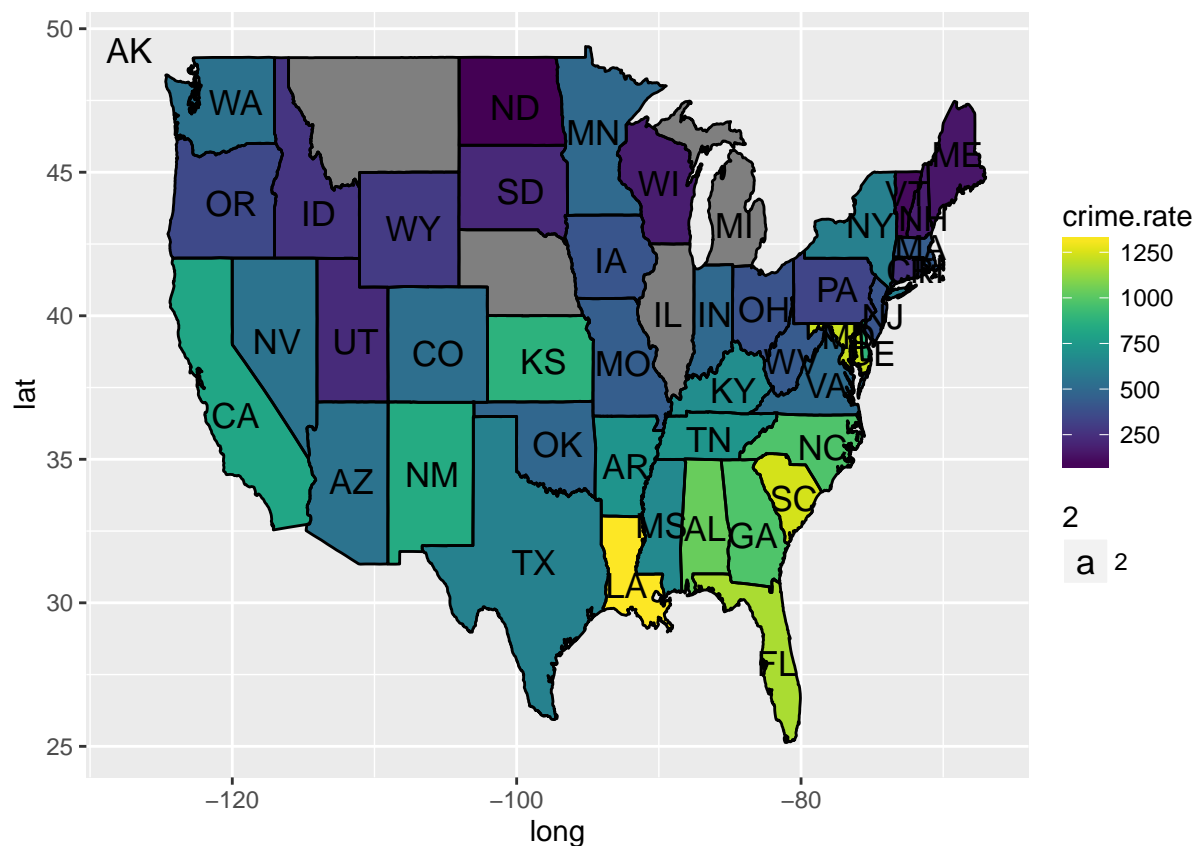 50
45
40
35
30
25
lat
−120
−100
−80
long
AK
WA
ND
MN
ME
OR
ID
SD
WI
VT
WY
MI
NY
NH
MA
IA
CT
RI
PA
NV
UT
CO
KS
MO
IL
IN
OH
NJ
MD
DE
WV
KY
VA
CA
AZ
NM
OK
AR
TN
NC
TX
LA
MS
AL
GA
SC
FL
crime.rate
1250
1000
750
500
250
2
a 2